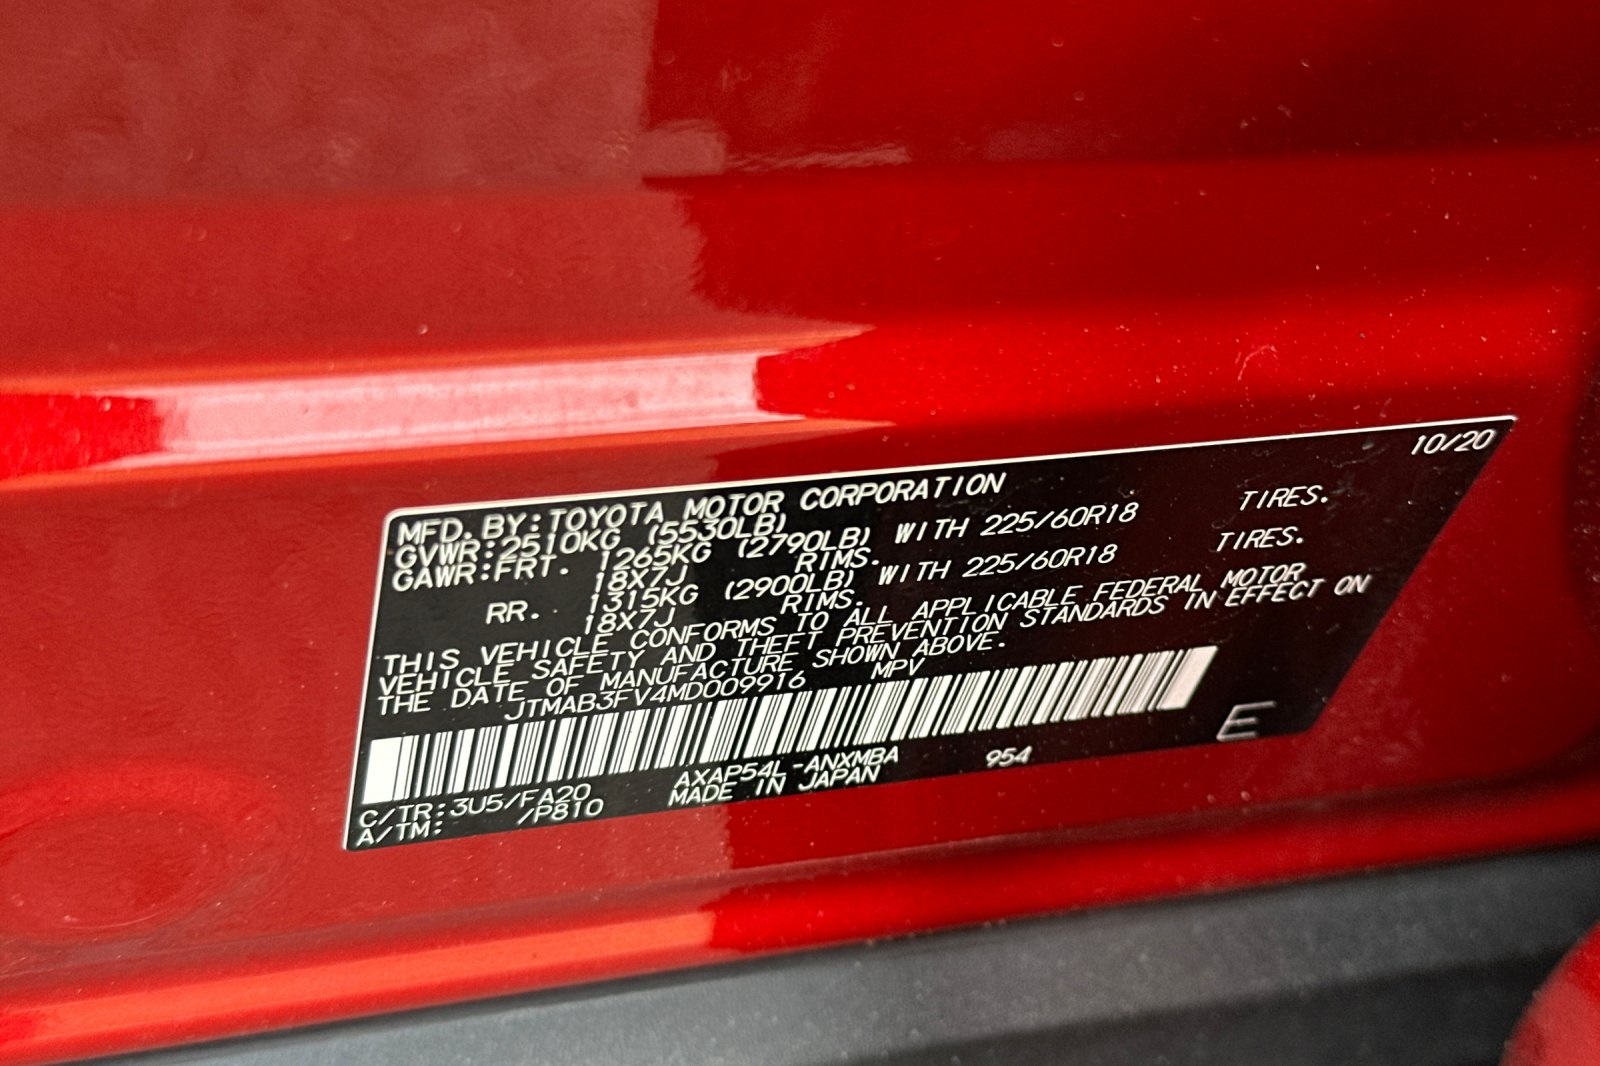 10/20
MFD.BY:TOYOTA MOTOR CORPORATION
GVWR:2510KG (5530LB)
GAWR:FRT. 1265KG (2790LB) WITH 225/60R18 TIRES.
18X7J RIMS.
RR. 1315KG (2900LB) WITH 225/60R18 TIRES.
18X7J RIMS.
THIS VEHICLE CONFORMS TO ALL APPLICABLE FEDERAL MOTOR
VEHICLE SAFETY AND THEFT PREVENTION STANDARDS IN EFFECT ON
THE DATE OF MANUFACTURE SHOWN ABOVE.
JTMAB3FV4MD009916 MPV
E
AXAP54L-ANXMBA 954
C/TR:3U5/FA20 MADE IN JAPAN
A/TM: /P810